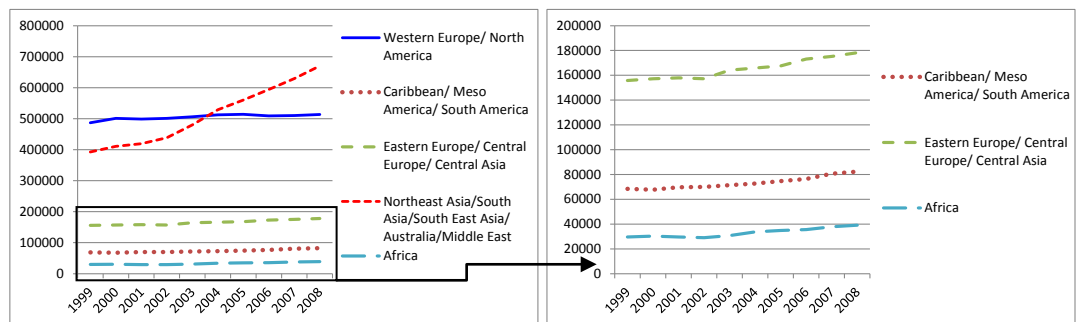 800000
700000
600000
500000
400000
300000
200000
100000
0
1999
2000
2001
2002
2003
2004
2005
2006
2007
2008
Western Europe/ North
America
Caribbean/ Meso
America/ South America
Eastern Europe/ Central
Europe/ Central Asia
Northeast Asia/South
Asia/South East Asia/
Australia/Middle East
Africa
200000
180000
160000
140000
120000
100000
80000
60000
40000
20000
0
1999
2000
2001
2002
2003
2004
2005
2006
2007
2008
Caribbean/ Meso
America/ South America
Eastern Europe/ Central
Europe/ Central Asia
Africa